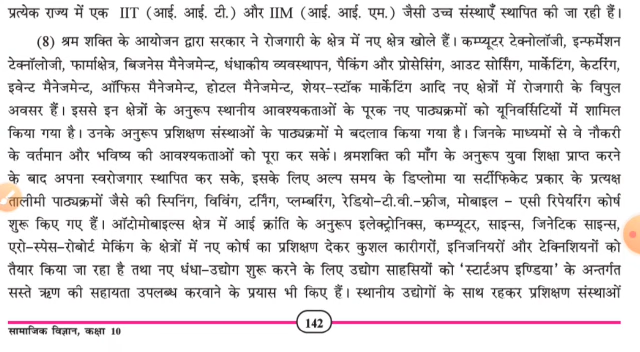 प्रत्येक राज्य में एक IIT (आई. आई. टी.) और IIM (आई. आई. एम.) जैसी उच्च संस्थाएँ स्थापित की जा रही हैं।
(8) श्रम शक्ति के आयोजन द्वारा सरकार ने रोजगारी के क्षेत्र में नए क्षेत्र खोले हैं। कम्प्यूटर टेक्नोलॉजी, इन्फर्मेशन
टेक्नॉलोजी, फार्माक्षेत्र, बिजनेस मैनेजमेन्ट, धंधाकीय व्यवस्थापन, पैकिंग और प्रोसेसिंग, आउट सोर्सिंग, मार्केटिंग, केटरिंग,
इवेन्ट मैनेजमेन्ट, ऑफिस मैनेजमेन्ट, होटल मैनेजमेन्ट, शेयर-स्टॉक मार्केटिंग आदि नए क्षेत्रों में रोजगार के विपुल
अवसर हैं। इससे इन क्षेत्रों के अनुरूप स्थानीय आवश्यकताओं के पूरक नए पाठ्यक्रमों को यूनिवर्सिटियों में शामिल
किया गया है। उनके अनुरूप प्रशिक्षण संस्थाओं के पाठ्यक्रमों मे बदलाव किया गया है। जिनके माध्यमों से वे नौकरी
के वर्तमान और भविष्य की आवश्यकताओं को पूरा कर सकें। श्रमशक्ति की माँग के अनुरूप युवा शिक्षा प्राप्त करने
के बाद अपना स्वरोजगार स्थापित कर सके, इसके लिए अल्प समय के डिप्लोमा या सर्टीफिकेट प्रकार के प्रत्यक्ष
तालीमी पाठ्यक्रमों जैसे की स्पिनिंग, विविंग, टर्निंग, प्लम्बरिंग, रेडियो-टी.वी.-फ्रीज, मोबाइल - एसी रिपेयरिंग कोर्ष
शुरू किए गए हैं। ऑटोमोबाइल्स क्षेत्र में आई क्रांति के अनुरूप इलेक्ट्रोनिक्स, कम्प्यूटर, साइन्स, जिनेटिक साइन्स,
एरो-स्पेस-रोबोर्ट मेकिंग के क्षेत्रों में नए कोर्ष का प्रशिक्षण देकर कुशल कारीगरों, इनिजनियरों और टेक्निशियनों को
तैयार किया जा रहा है तथा नए धंधा-उद्योग शुरू करने के लिए उद्योग साहसियों को 'स्टार्टअप इण्डिया' के अन्तर्गत
सस्ते ऋण की सहायता उपलब्ध करवाने के प्रयास भी किए हैं। स्थानीय उद्योगों के साथ रहकर प्रशिक्षण संस्थाओं
142
सामाजिक विज्ञान, कक्षा 10